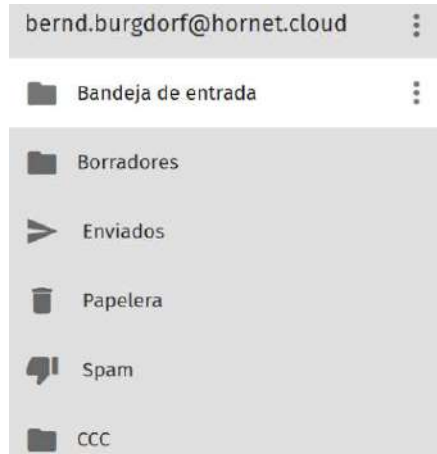 bernd.burgdorf@hornet.cloud
Bandeja de entrada
Borradores
Enviados
Papelera
Spam
CCC